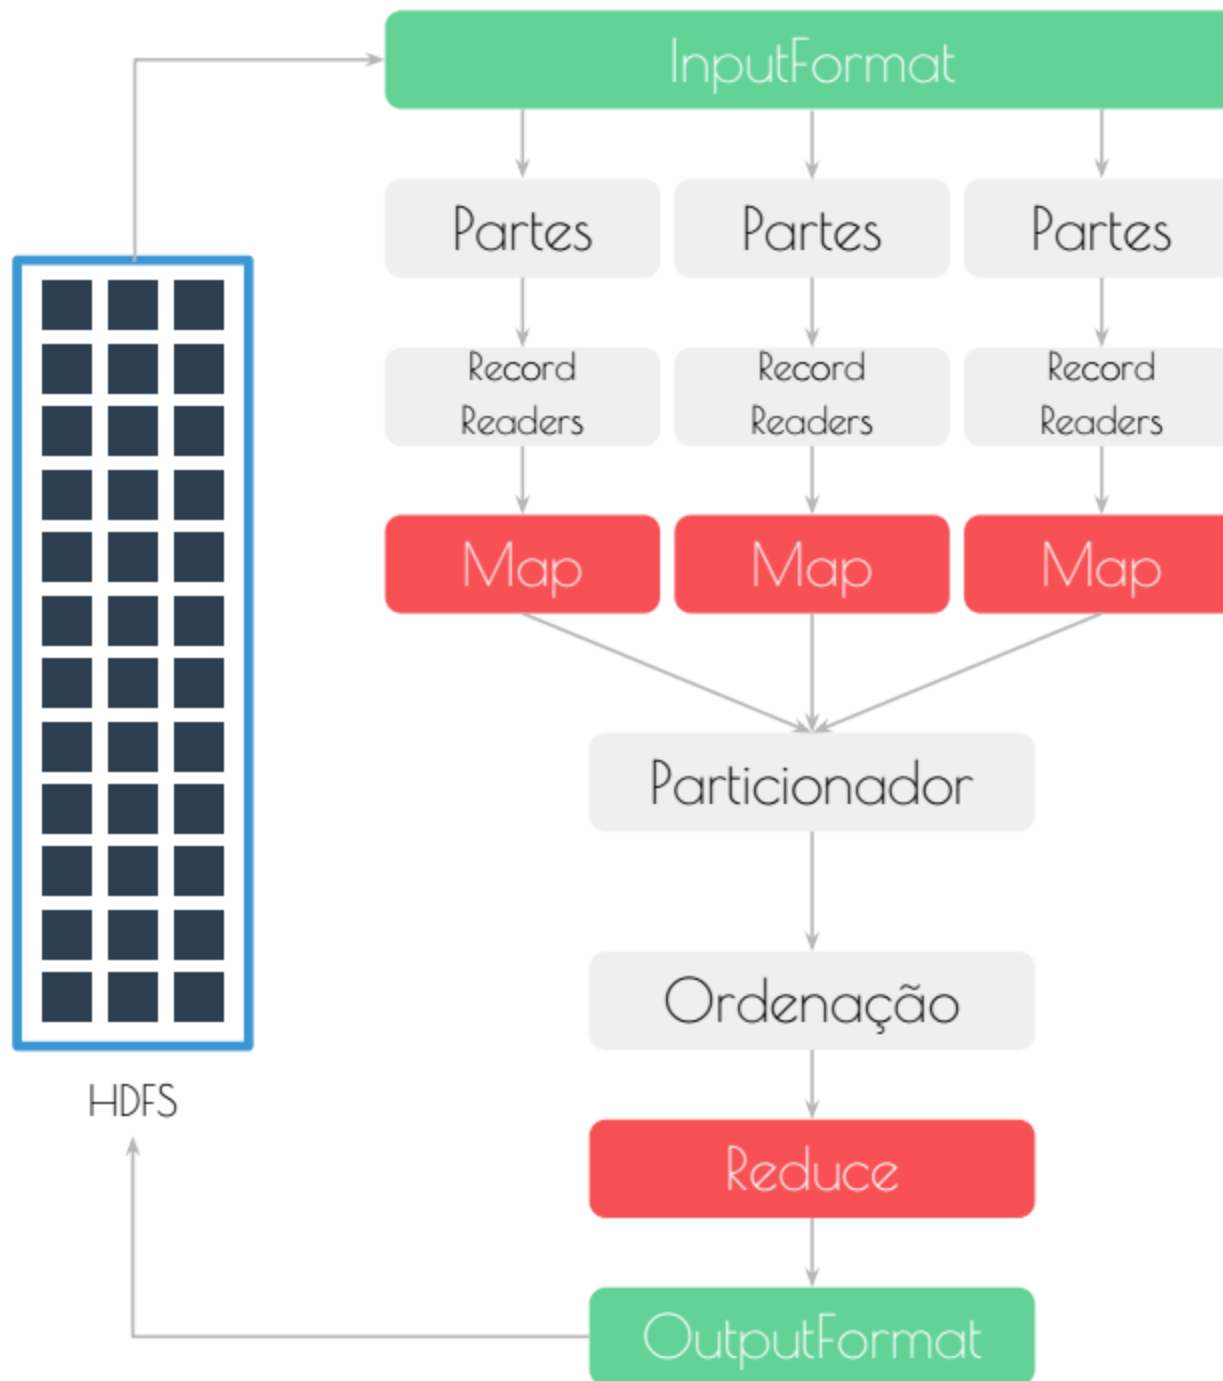 InputFormat
Partes
Partes
Partes
Record
Readers
Record
Readers
Record
Readers
Map
Map
Map
Particionador
Ordenação
HDFS
Reduce
OutputFormat